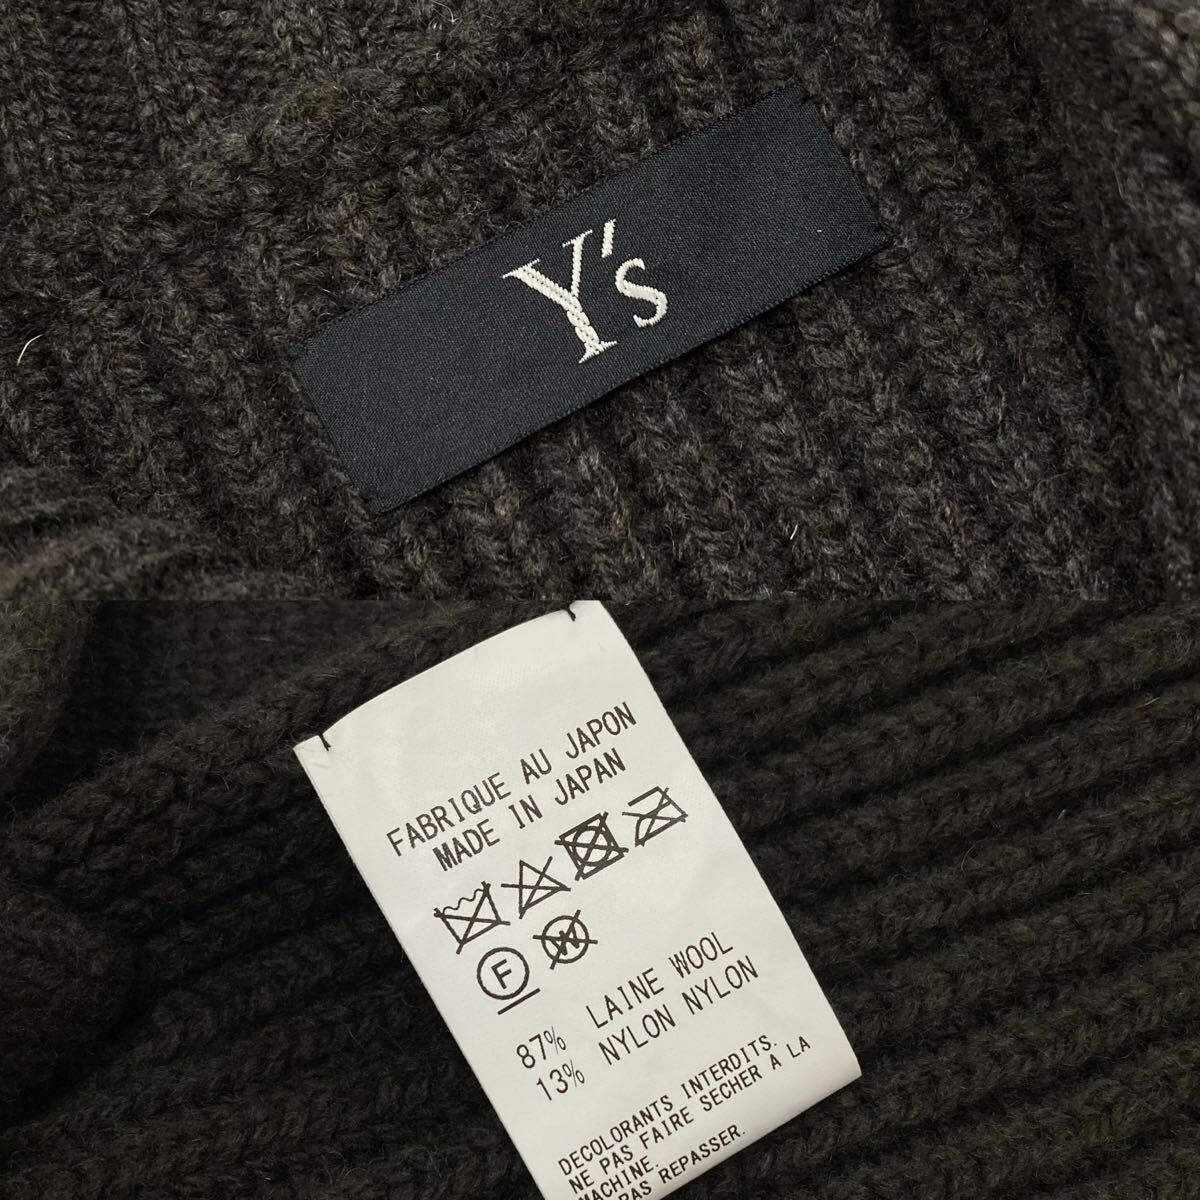 Y's
FABRIQUE AU JAPON
MADE IN JAPAN
F
W
87% LAINE WOOL
13% NYLON NYLON
DECOLORANTS INTERDITS.
NE PAS FAIRE SECHER A LA
MACHINE.
PAS REPASSER.